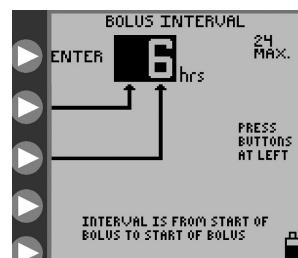 BOLUS INTERVAL
ENTER 6 hrs
24
MAX.
PRESS
BUTTONS
AT LEFT
INTERVAL IS FROM START OF
BOLUS TO START OF BOLUS